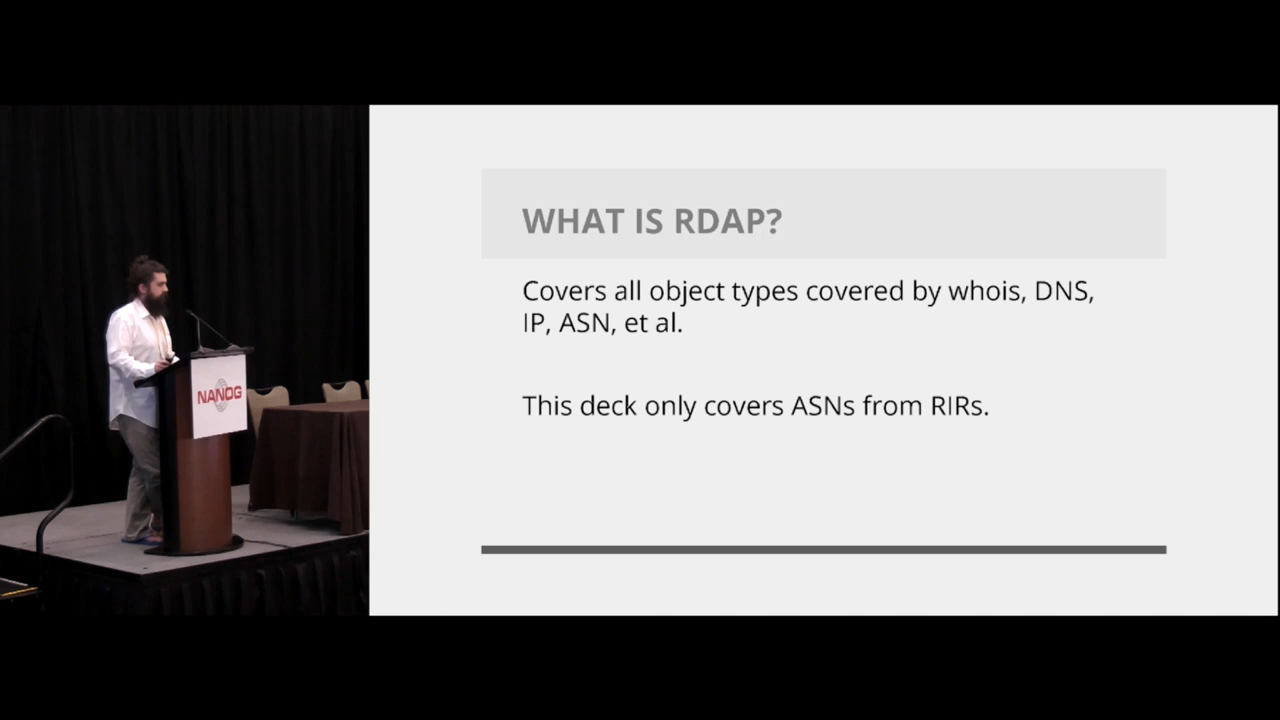 NANOG
WHAT IS RDAP?
Covers all object types covered by whois, DNS,
IP, ASN, et al.
This deck only covers ASNs from RIRs.